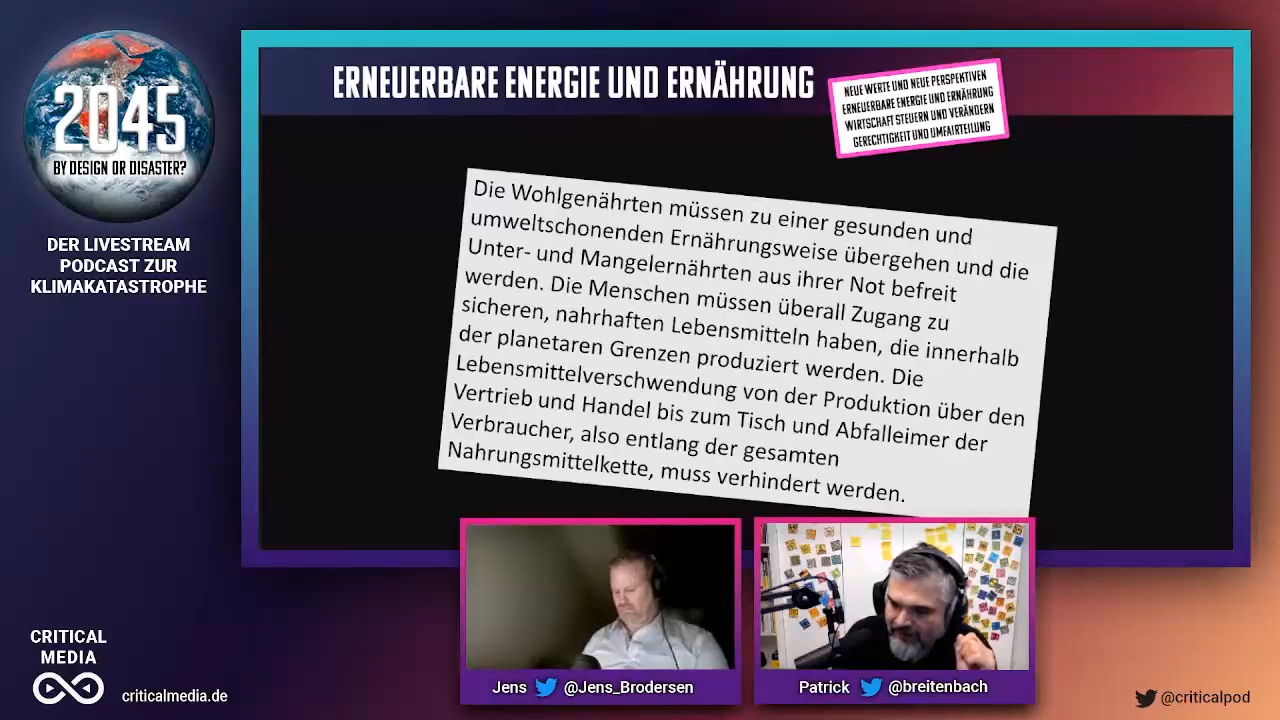 2045
BY DESIGN OR DISASTER?
DER LIVESTREAM
PODCAST ZUR
KLIMAKATASTROPHE
ERNEUERBARE ENERGIE UND ERNÄHRUNG
NEUE WERTE UND NEUE PERSPEKTIVEN
ERNEUERBARE ENERGIE UND ERNÄHRUNG
WIRTSCHAFT STEUERN UND VERÄNDERN
GERECHTIGKEIT UND UMFAIRTEILUNG
Die Wohlgenährten müssen zu einer gesunden und
umweltschonenden Ernährungsweise übergehen und die
Unter- und Mangelernährten aus ihrer Not befreit
werden. Die Menschen müssen überall Zugang zu
sicheren, nahrhaften Lebensmitteln haben, die innerhalb
der planetaren Grenzen produziert werden. Die
Lebensmittelverschwendung von der Produktion über den
Vertrieb und Handel bis zum Tisch und Abfalleimer der
Verbraucher, also entlang der gesamten
Nahrungsmittelkette, muss verhindert werden.
Jens @Jens_Brodersen
Patrick @breitenbach
CRITICAL
MEDIA
criticalmedia.de
@criticalpod